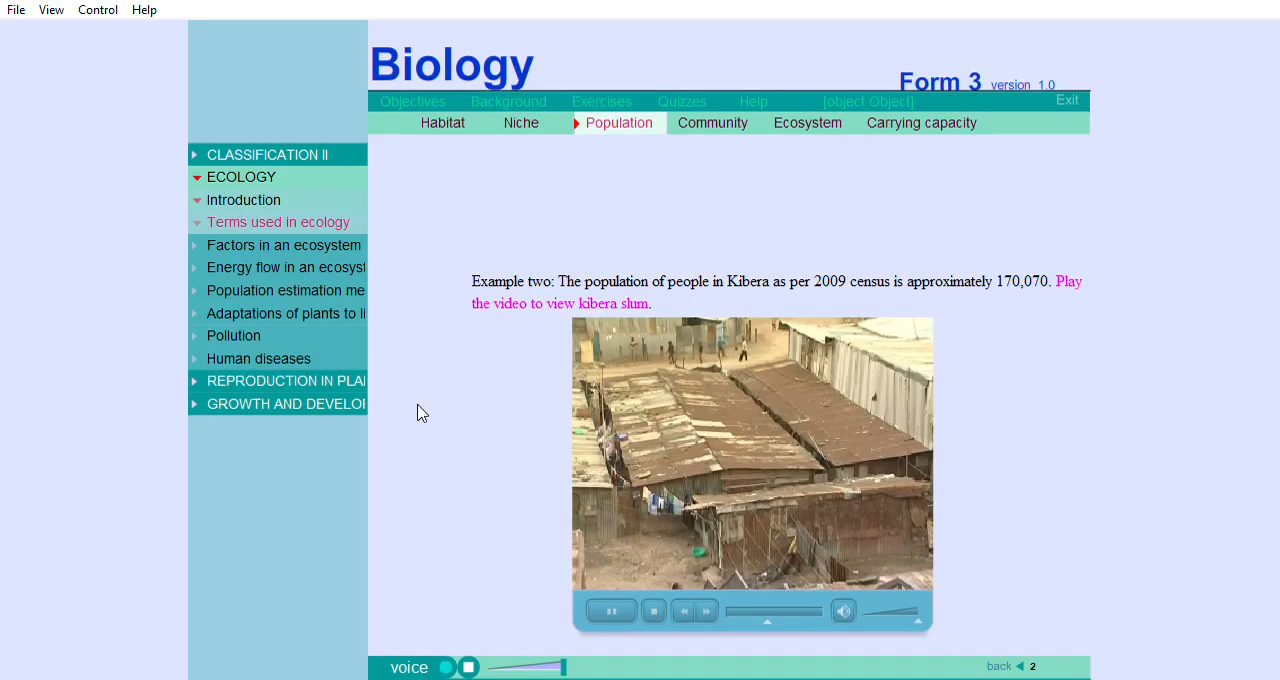 File View Control Help
Biology
Form 3 version 1.0
Objectives Background Exercises Quizzes Help [object Object] Exit
Habitat Niche Population Community Ecosystem Carrying capacity
CLASSIFICATION II
ECOLOGY
Introduction
Terms used in ecology
Factors in an ecosystem
Energy flow in an ecosyst
Population estimation me
Adaptations of plants to li
Pollution
Human diseases
REPRODUCTION IN PLAI
GROWTH AND DEVELOI
Example two: The population of people in Kibera as per 2009 census is approximately 170,070. Play
the video to view kibera slum.
voice
back 2